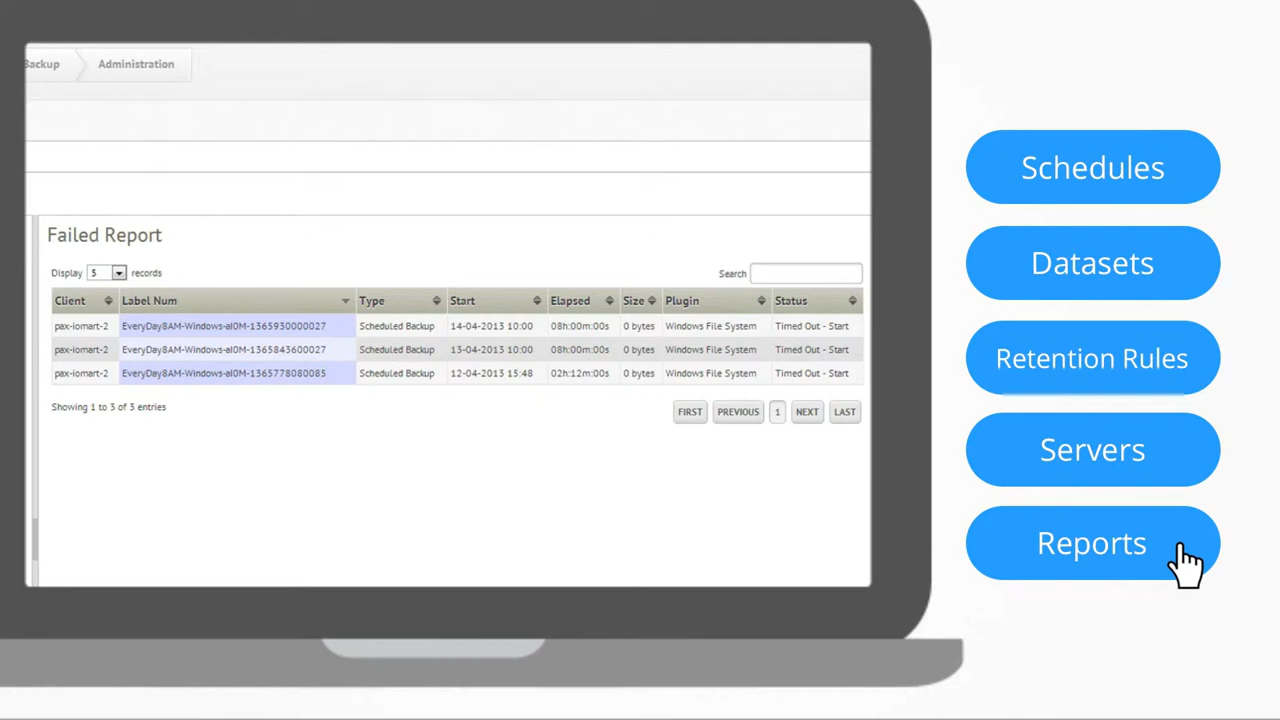 Backup Administration
Failed Report
Display 5 records Search
Client Label Num Type Start Elapsed Size Plugin Status
pax-iomart-2 EveryDay8AM-Windows-aI0M-1365930000027 Scheduled Backup 14-04-2013 10:00 08h:00m:00s 0 bytes Windows File System Timed Out - Start
pax-iomart-2 EveryDay8AM-Windows-aI0M-1365843600027 Scheduled Backup 13-04-2013 10:00 08h:00m:00s 0 bytes Windows File System Timed Out - Start
pax-iomart-2 EveryDay8AM-Windows-aI0M-1365778080085 Scheduled Backup 12-04-2013 15:48 02h:12m:00s 0 bytes Windows File System Timed Out - Start
Showing 1 to 3 of 3 entries
FIRST PREVIOUS 1 NEXT LAST
Schedules
Datasets
Retention Rules
Servers
Reports